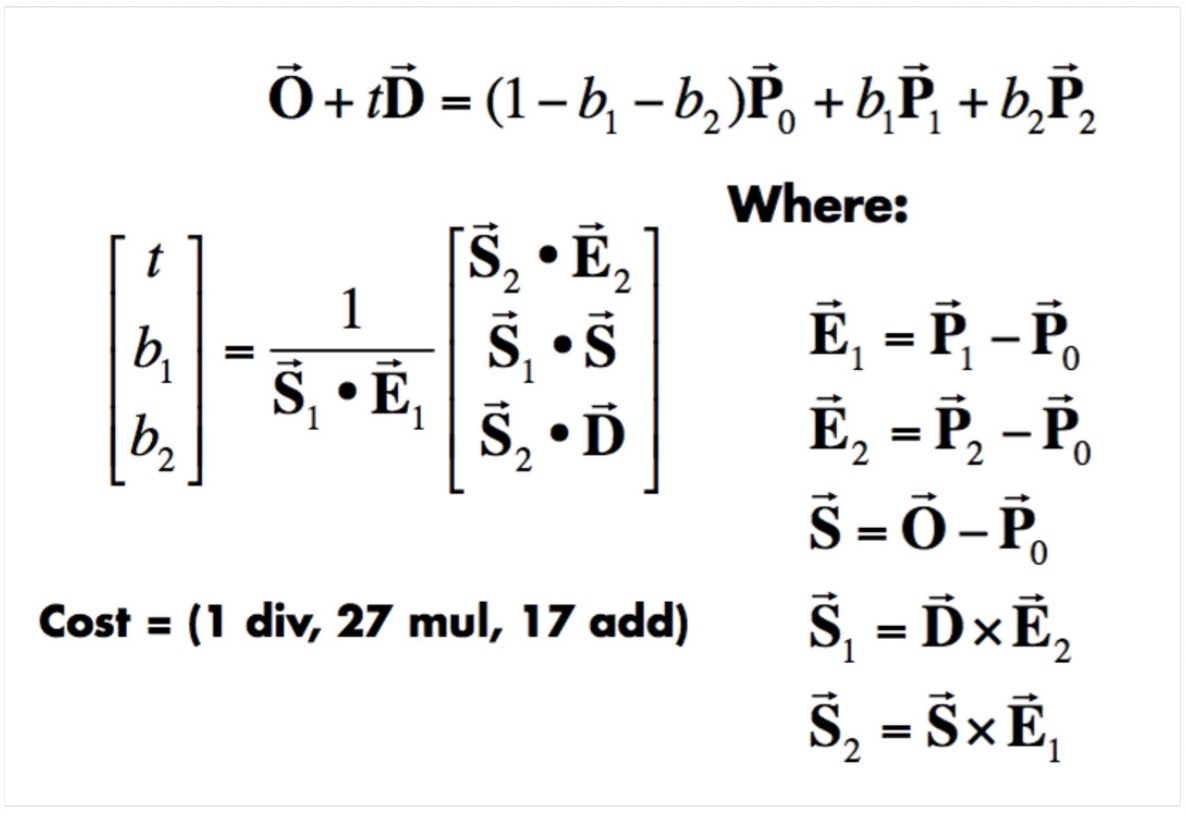 O⃗ + tD⃗ = (1 − b₁ − b₂)P⃗₀ + b₁P⃗₁ + b₂P⃗₂
Where:
[t b₁ b₂] = 1 / (S⃗₁ • E⃗₁) [S⃗₂ • E⃗₂ S⃗₁ • S⃗ S⃗₂ • D⃗]
E⃗₁ = P⃗₁ − P⃗₀
E⃗₂ = P⃗₂ − P⃗₀
S⃗ = O⃗ − P⃗₀
S⃗₁ = D⃗ × E⃗₂
S⃗₂ = S⃗ × E⃗₁
Cost = (1 div, 27 mul, 17 add)